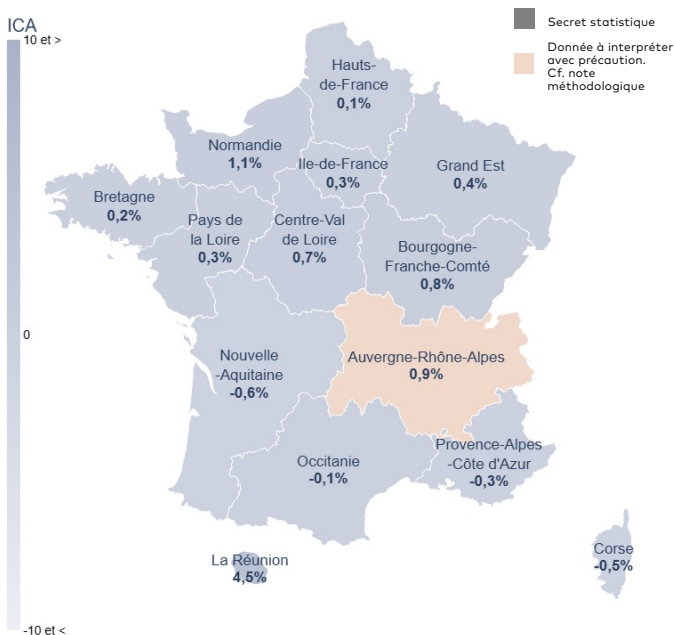 ICA
10 et >
0
-10 et <
Secret statistique
Donnée à interpréter
avec précaution.
Cf. note
méthodologique
Hauts-
de-France
0,1%
Normandie
1,1%
Ile-de-France
0,3%
Grand Est
0,4%
Bretagne
0,2%
Pays de
la Loire
0,3%
Centre-Val
de Loire
0,7%
Bourgogne-
Franche-Comté
0,8%
Nouvelle
-Aquitaine
-0,6%
Auvergne-Rhône-Alpes
0,9%
Occitanie
-0,1%
Provence-Alpes
-Côte d'Azur
-0,3%
La Réunion
4,5%
Corse
-0,5%